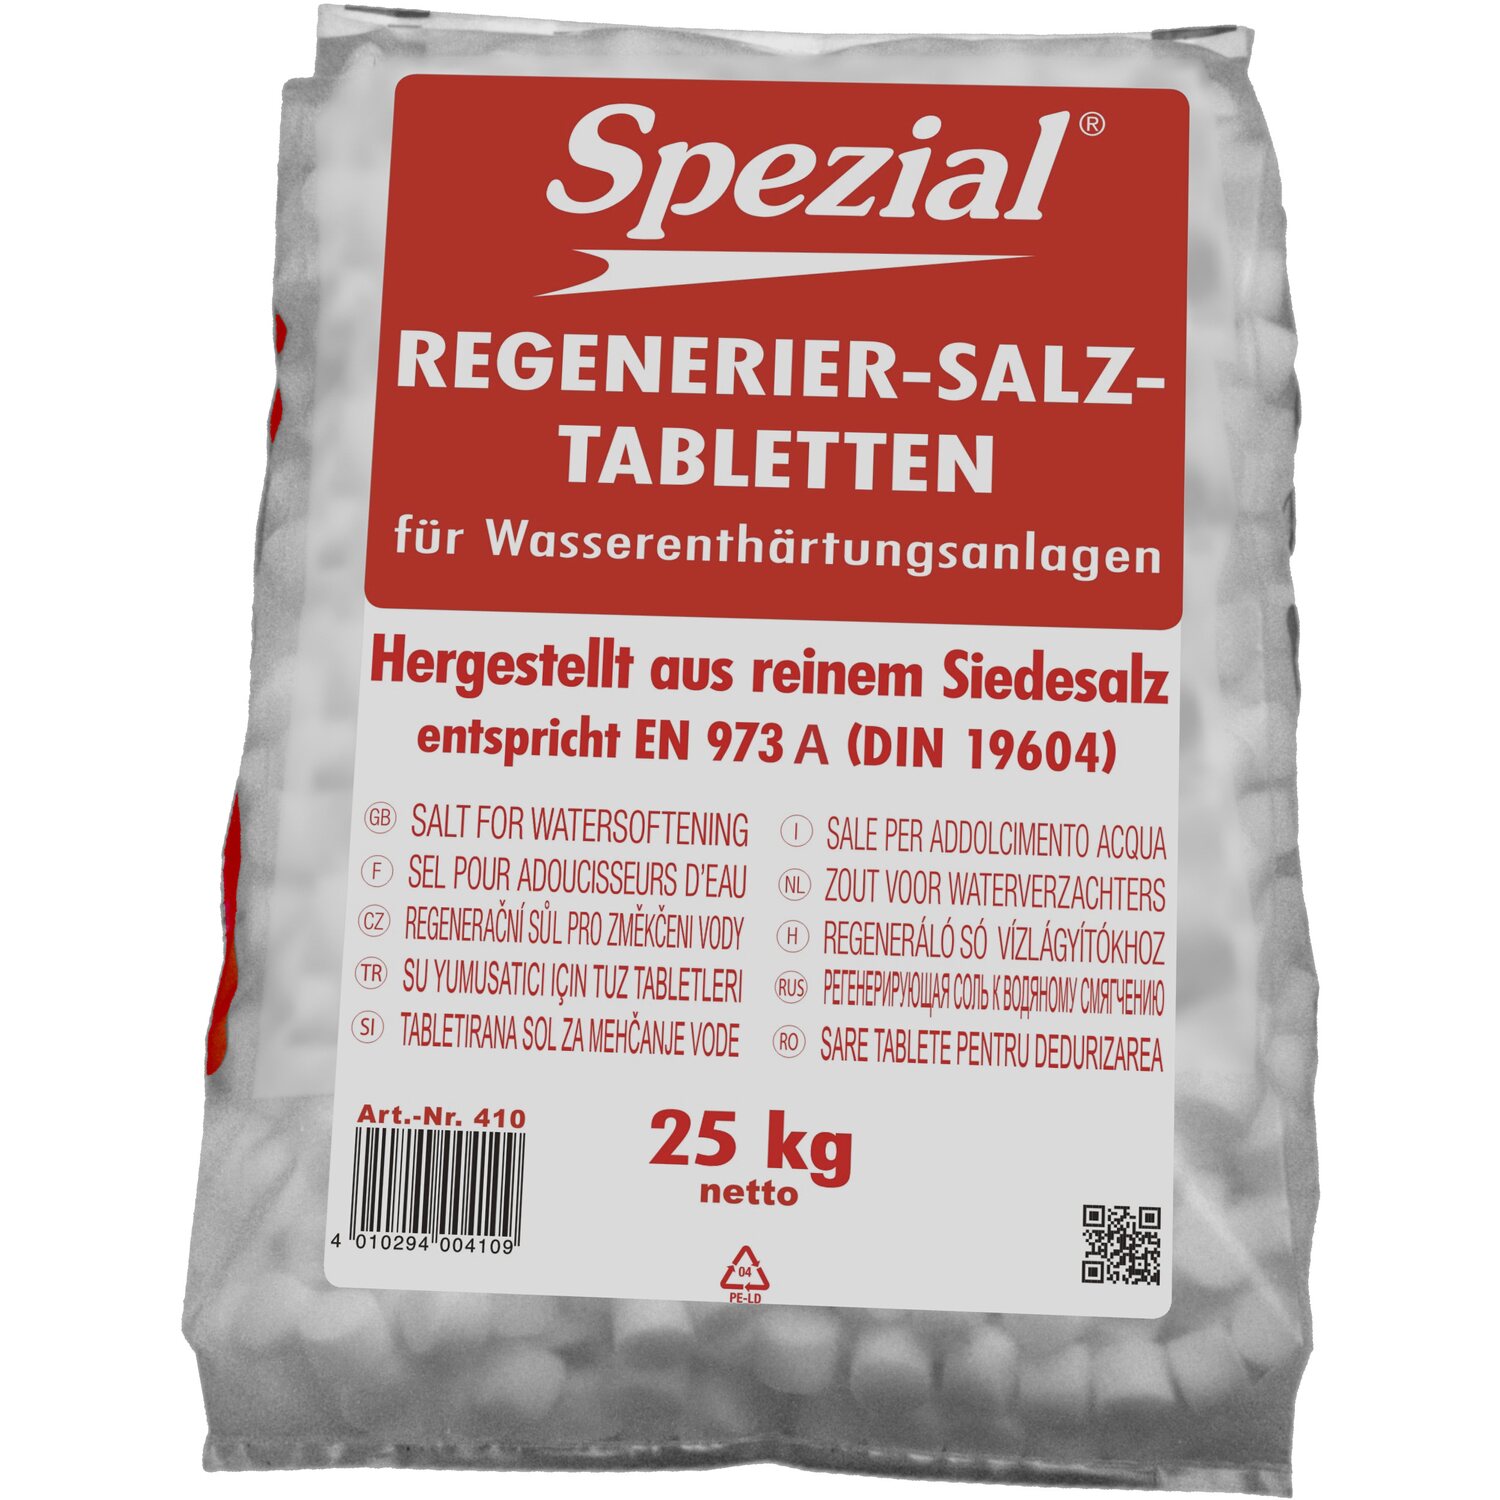 Spezial®
REGENERIER-SALZ-
TABLETTEN
für Wasserenthärtungsanlagen
Hergestellt aus reinem Siedesalz
entspricht EN 973 A (DIN 19604)
GB SALT FOR WATERSOFTENING
F SEL POUR ADOUCISSEURS D'EAU
CZ REGENERAČNÍ SŮL PRO ZMĚKČENI VODY
TR SU YUMUSATICI IÇIN TUZ TABLETLERI
SI TABLETIRANA SOL ZA MEHČANJE VODE
I SALE PER ADDOLCIMENTO ACQUA
NL ZOUT VOOR WATERVERZACHTERS
H REGENERÁLÓ SÓ VÍZLÁGYÍTÓKHOZ
RUS РЕГЕНЕРИРУЮЩАЯ СОЛЬ К ВОДЯНОМУ СМЯГЧЕНИЮ
RO SARE TABLETE PENTRU DEDURIZAREA
Art.-Nr. 410
4 010294 004109
25 kg
netto
04
PE-LD